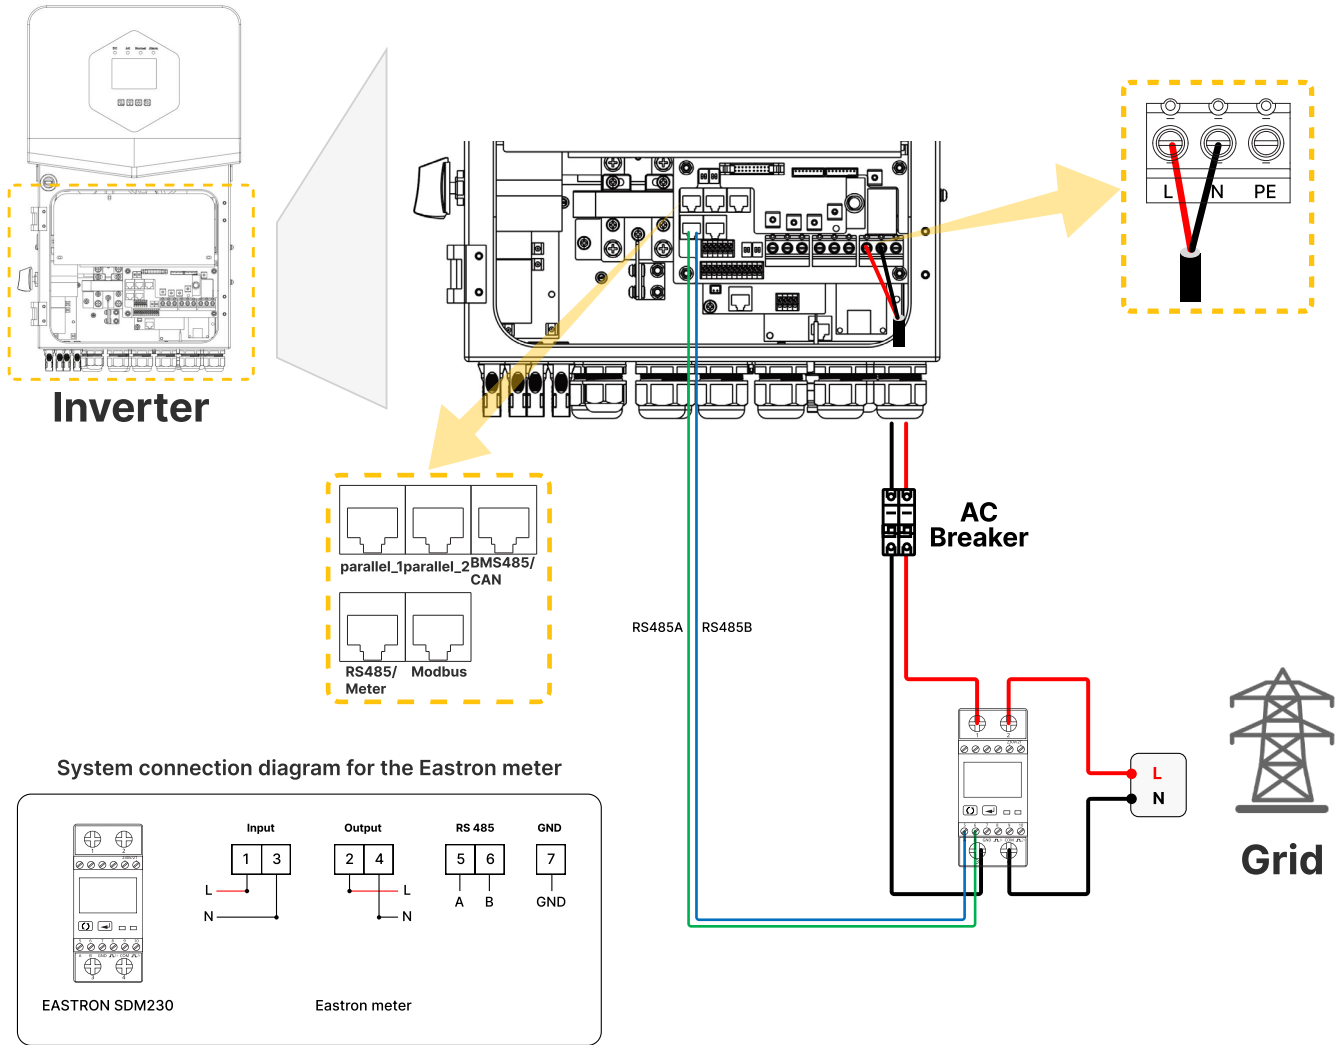 Inverter
L N PE
parallel_1 parallel_2 BMS485/
CAN
RS485/
Meter
Modbus
AC
Breaker
RS485A RS485B
L
N
Grid
System connection diagram for the Eastron meter
Input Output RS 485 GND
1 3 2 4 5 6 7
L L A B GND
N N
EASTRON SDM230 Eastron meter